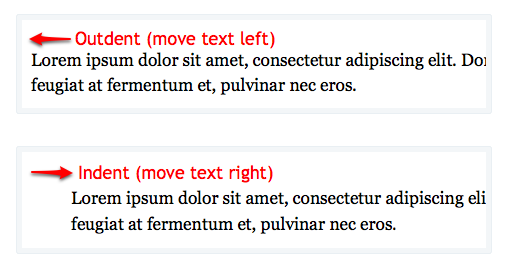 Outdent (move text left)
Lorem ipsum dolor sit amet, consectetur adipiscing elit. Do
feugiat at fermentum et, pulvinar nec eros.
Indent (move text right)
Lorem ipsum dolor sit amet, consectetur adipiscing eli
feugiat at fermentum et, pulvinar nec eros.